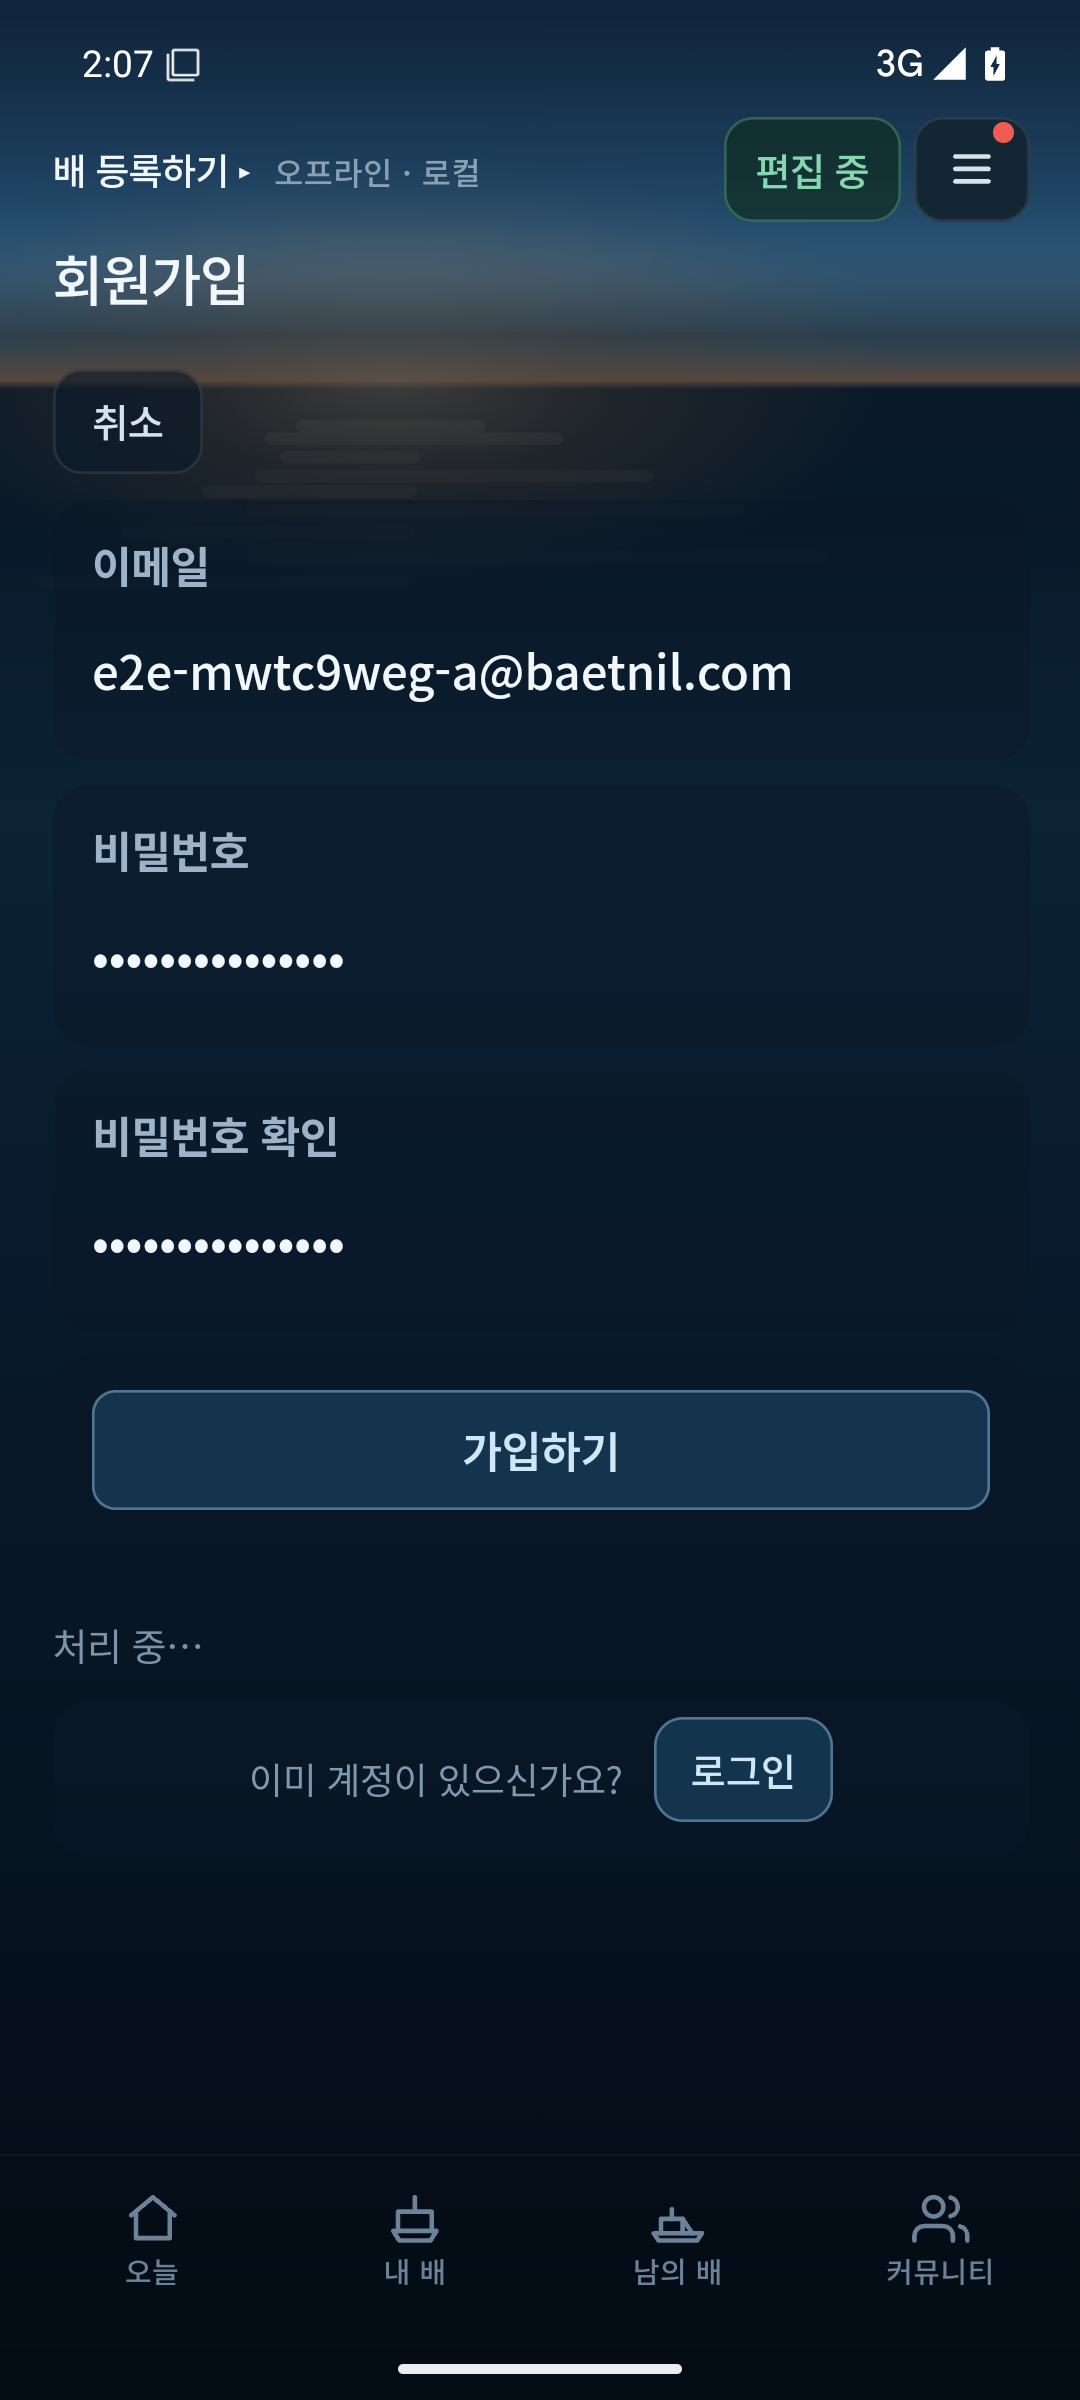 2:07
3G
배 등록하기 ▸ 오프라인 · 로컬
편집 중
회원가입
취소
이메일
e2e-mwtc9weg-a@baetnil.com
비밀번호
•••••••••••••••
비밀번호 확인
•••••••••••••••
가입하기
처리 중…
이미 계정이 있으신가요? 로그인
오늘
내 배
남의 배
커뮤니티